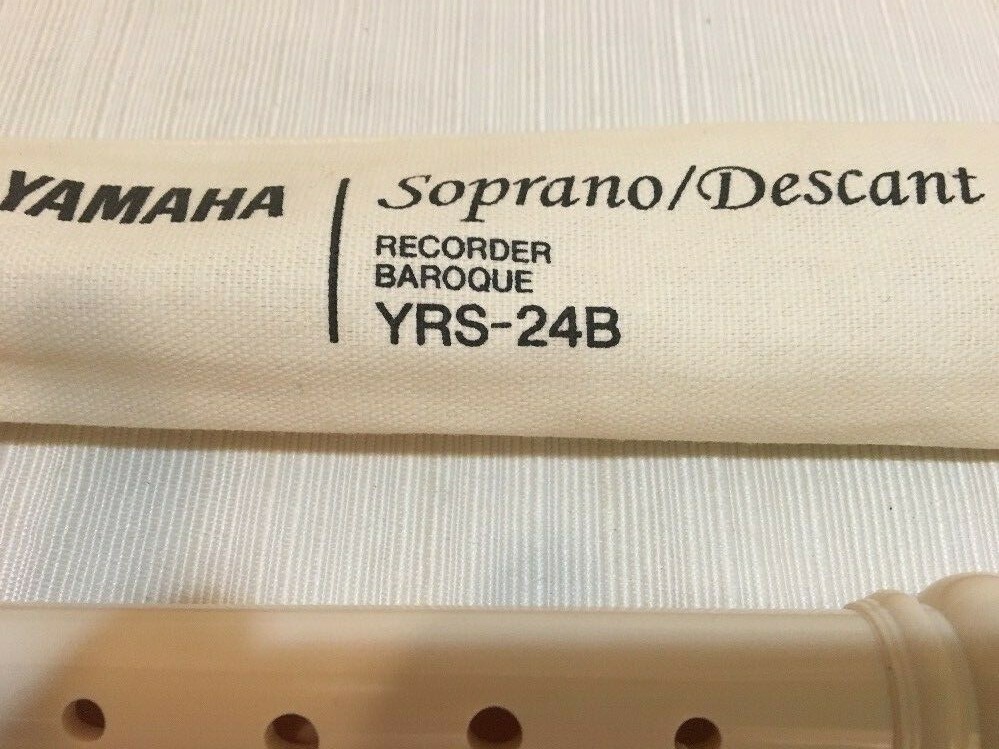 YAMAHA
Soprano/Descant
RECORDER
BAROQUE
YRS-24B